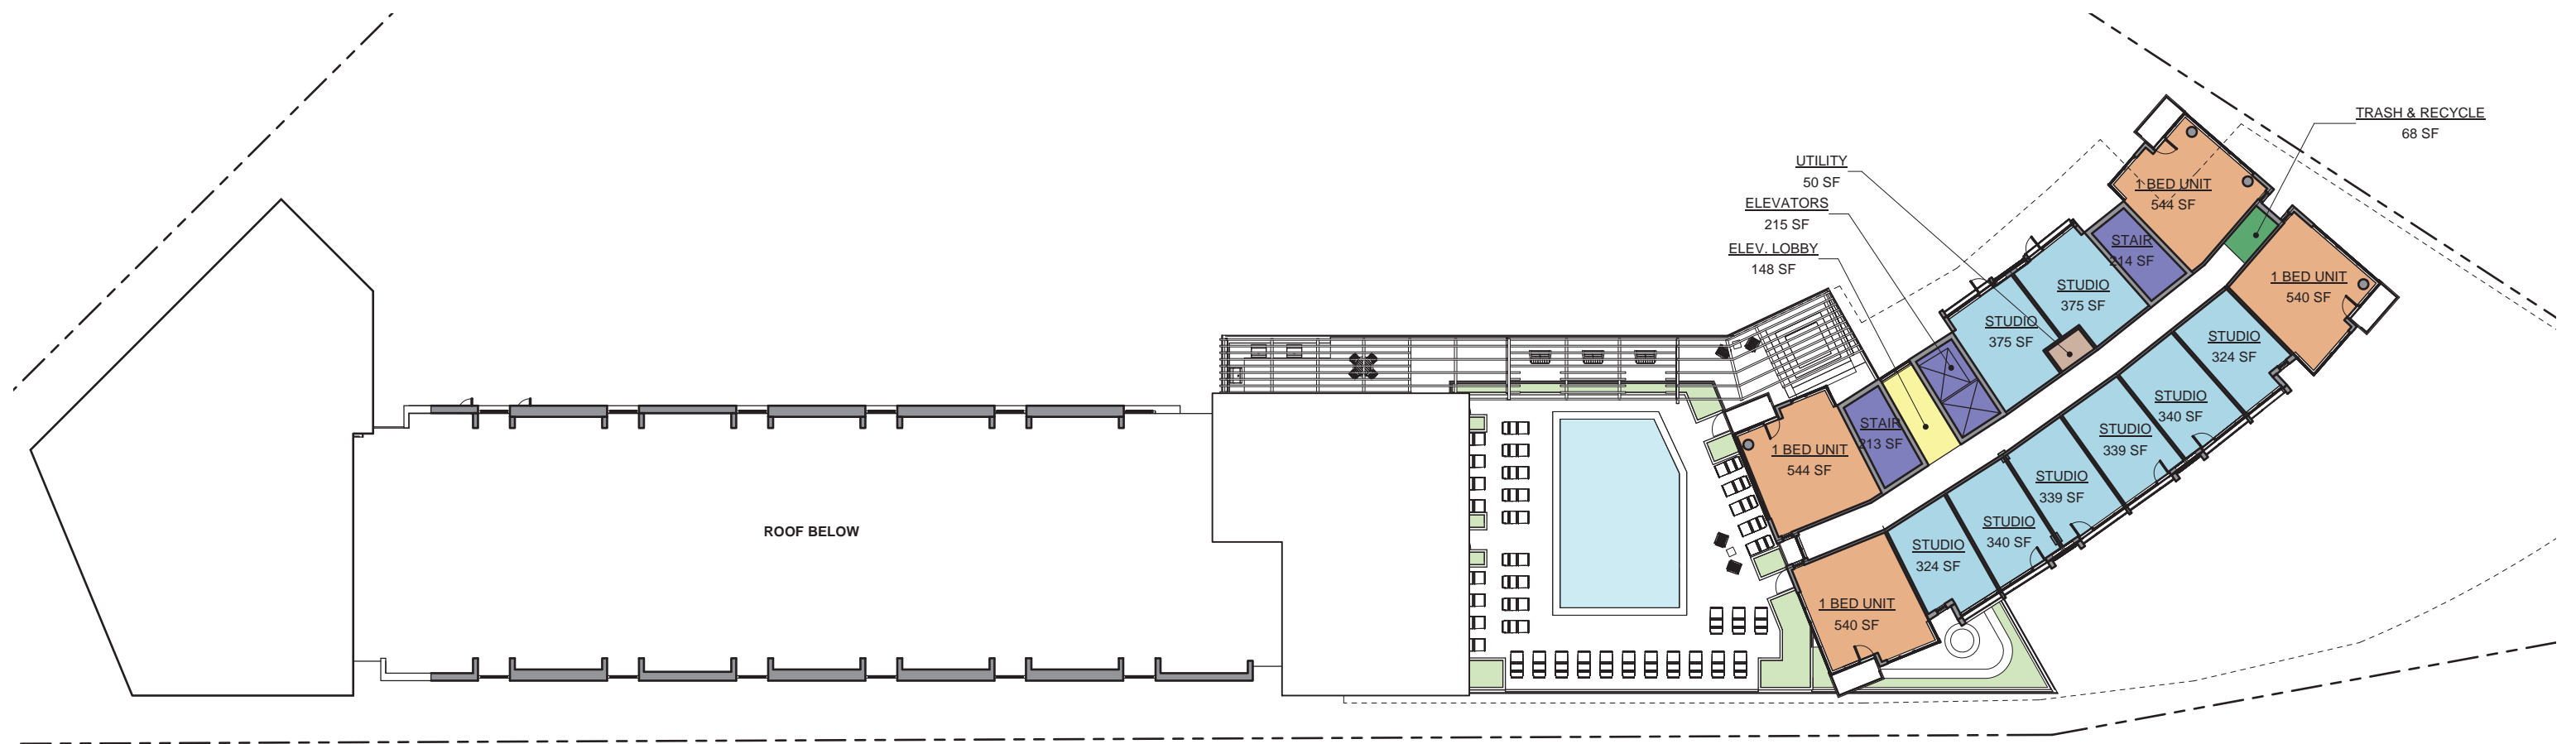 TRASH & RECYCLE
68 SF
UTILITY
50 SF
ELEVATORS
215 SF
ELEV. LOBBY
148 SF
1 BED UNIT
544 SF
STAIR
214 SF
1 BED UNIT
540 SF
STUDIO
375 SF
STUDIO
375 SF
STUDIO
324 SF
STUDIO
340 SF
STUDIO
339 SF
STUDIO
339 SF
STUDIO
340 SF
STUDIO
324 SF
STAIR
213 SF
1 BED UNIT
544 SF
1 BED UNIT
540 SF
ROOF BELOW